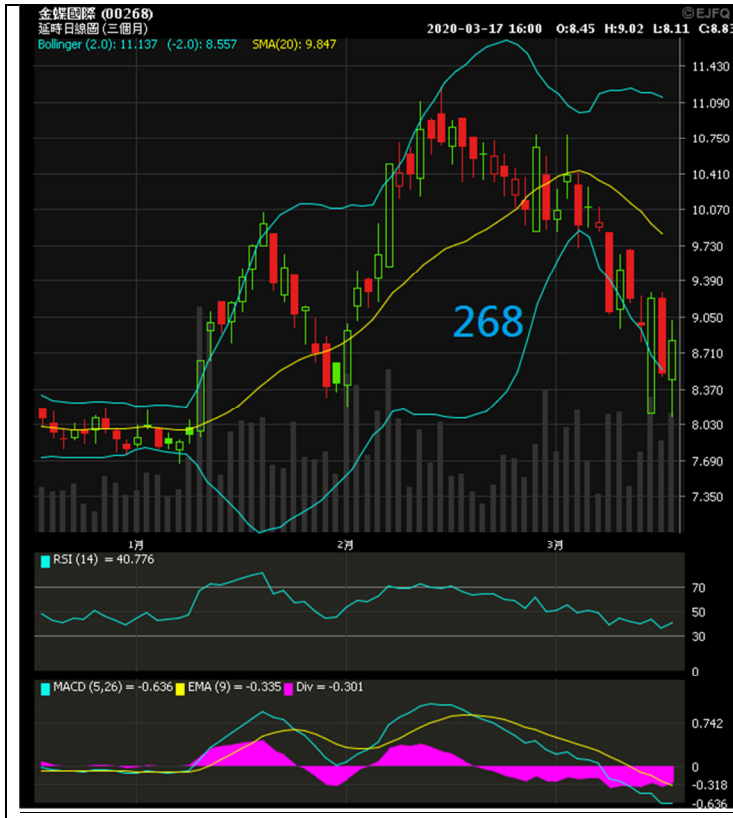 金蝶國際 (00268)
©EJFQ
延時日線圖 (三個月)
2020-03-17 16:00 O:8.45 H:9.02 L:8.11 C:8.83
Bollinger (2.0): 11.137 (-2.0): 8.557 SMA(20): 9.847
11.430
11.090
10.750
10.410
10.070
9.730
9.390
9.050
268
8.710
8.370
8.030
7.690
7.350
1月 2月 3月
RSI (14) = 40.776
70
50
30
0
MACD (5,26) = -0.636 EMA (9) = -0.335 Div = -0.301
0.742
0
-0.318
-0.636